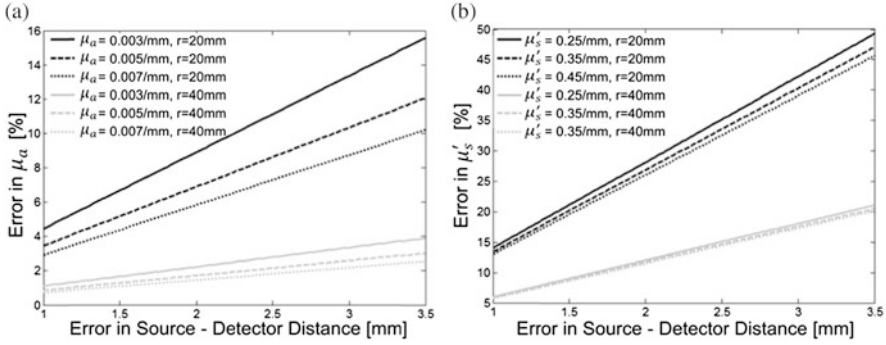 (a)
16
14
12
10
8
6
4
2
0
Error in μₐ [%]
μₐ = 0.003/mm, r=20mm
μₐ = 0.005/mm, r=20mm
μₐ = 0.007/mm, r=20mm
μₐ = 0.003/mm, r=40mm
μₐ = 0.005/mm, r=40mm
μₐ = 0.007/mm, r=40mm
1 1.5 2 2.5 3 3.5
Error in Source - Detector Distance [mm]
(b)
50
45
40
35
30
25
20
15
10
5
Error in μ′ₛ [%]
μ′ₛ = 0.25/mm, r=20mm
μ′ₛ = 0.35/mm, r=20mm
μ′ₛ = 0.45/mm, r=20mm
μ′ₛ = 0.25/mm, r=40mm
μ′ₛ = 0.35/mm, r=40mm
μ′ₛ = 0.35/mm, r=40mm
1 1.5 2 2.5 3 3.5
Error in Source - Detector Distance [mm]